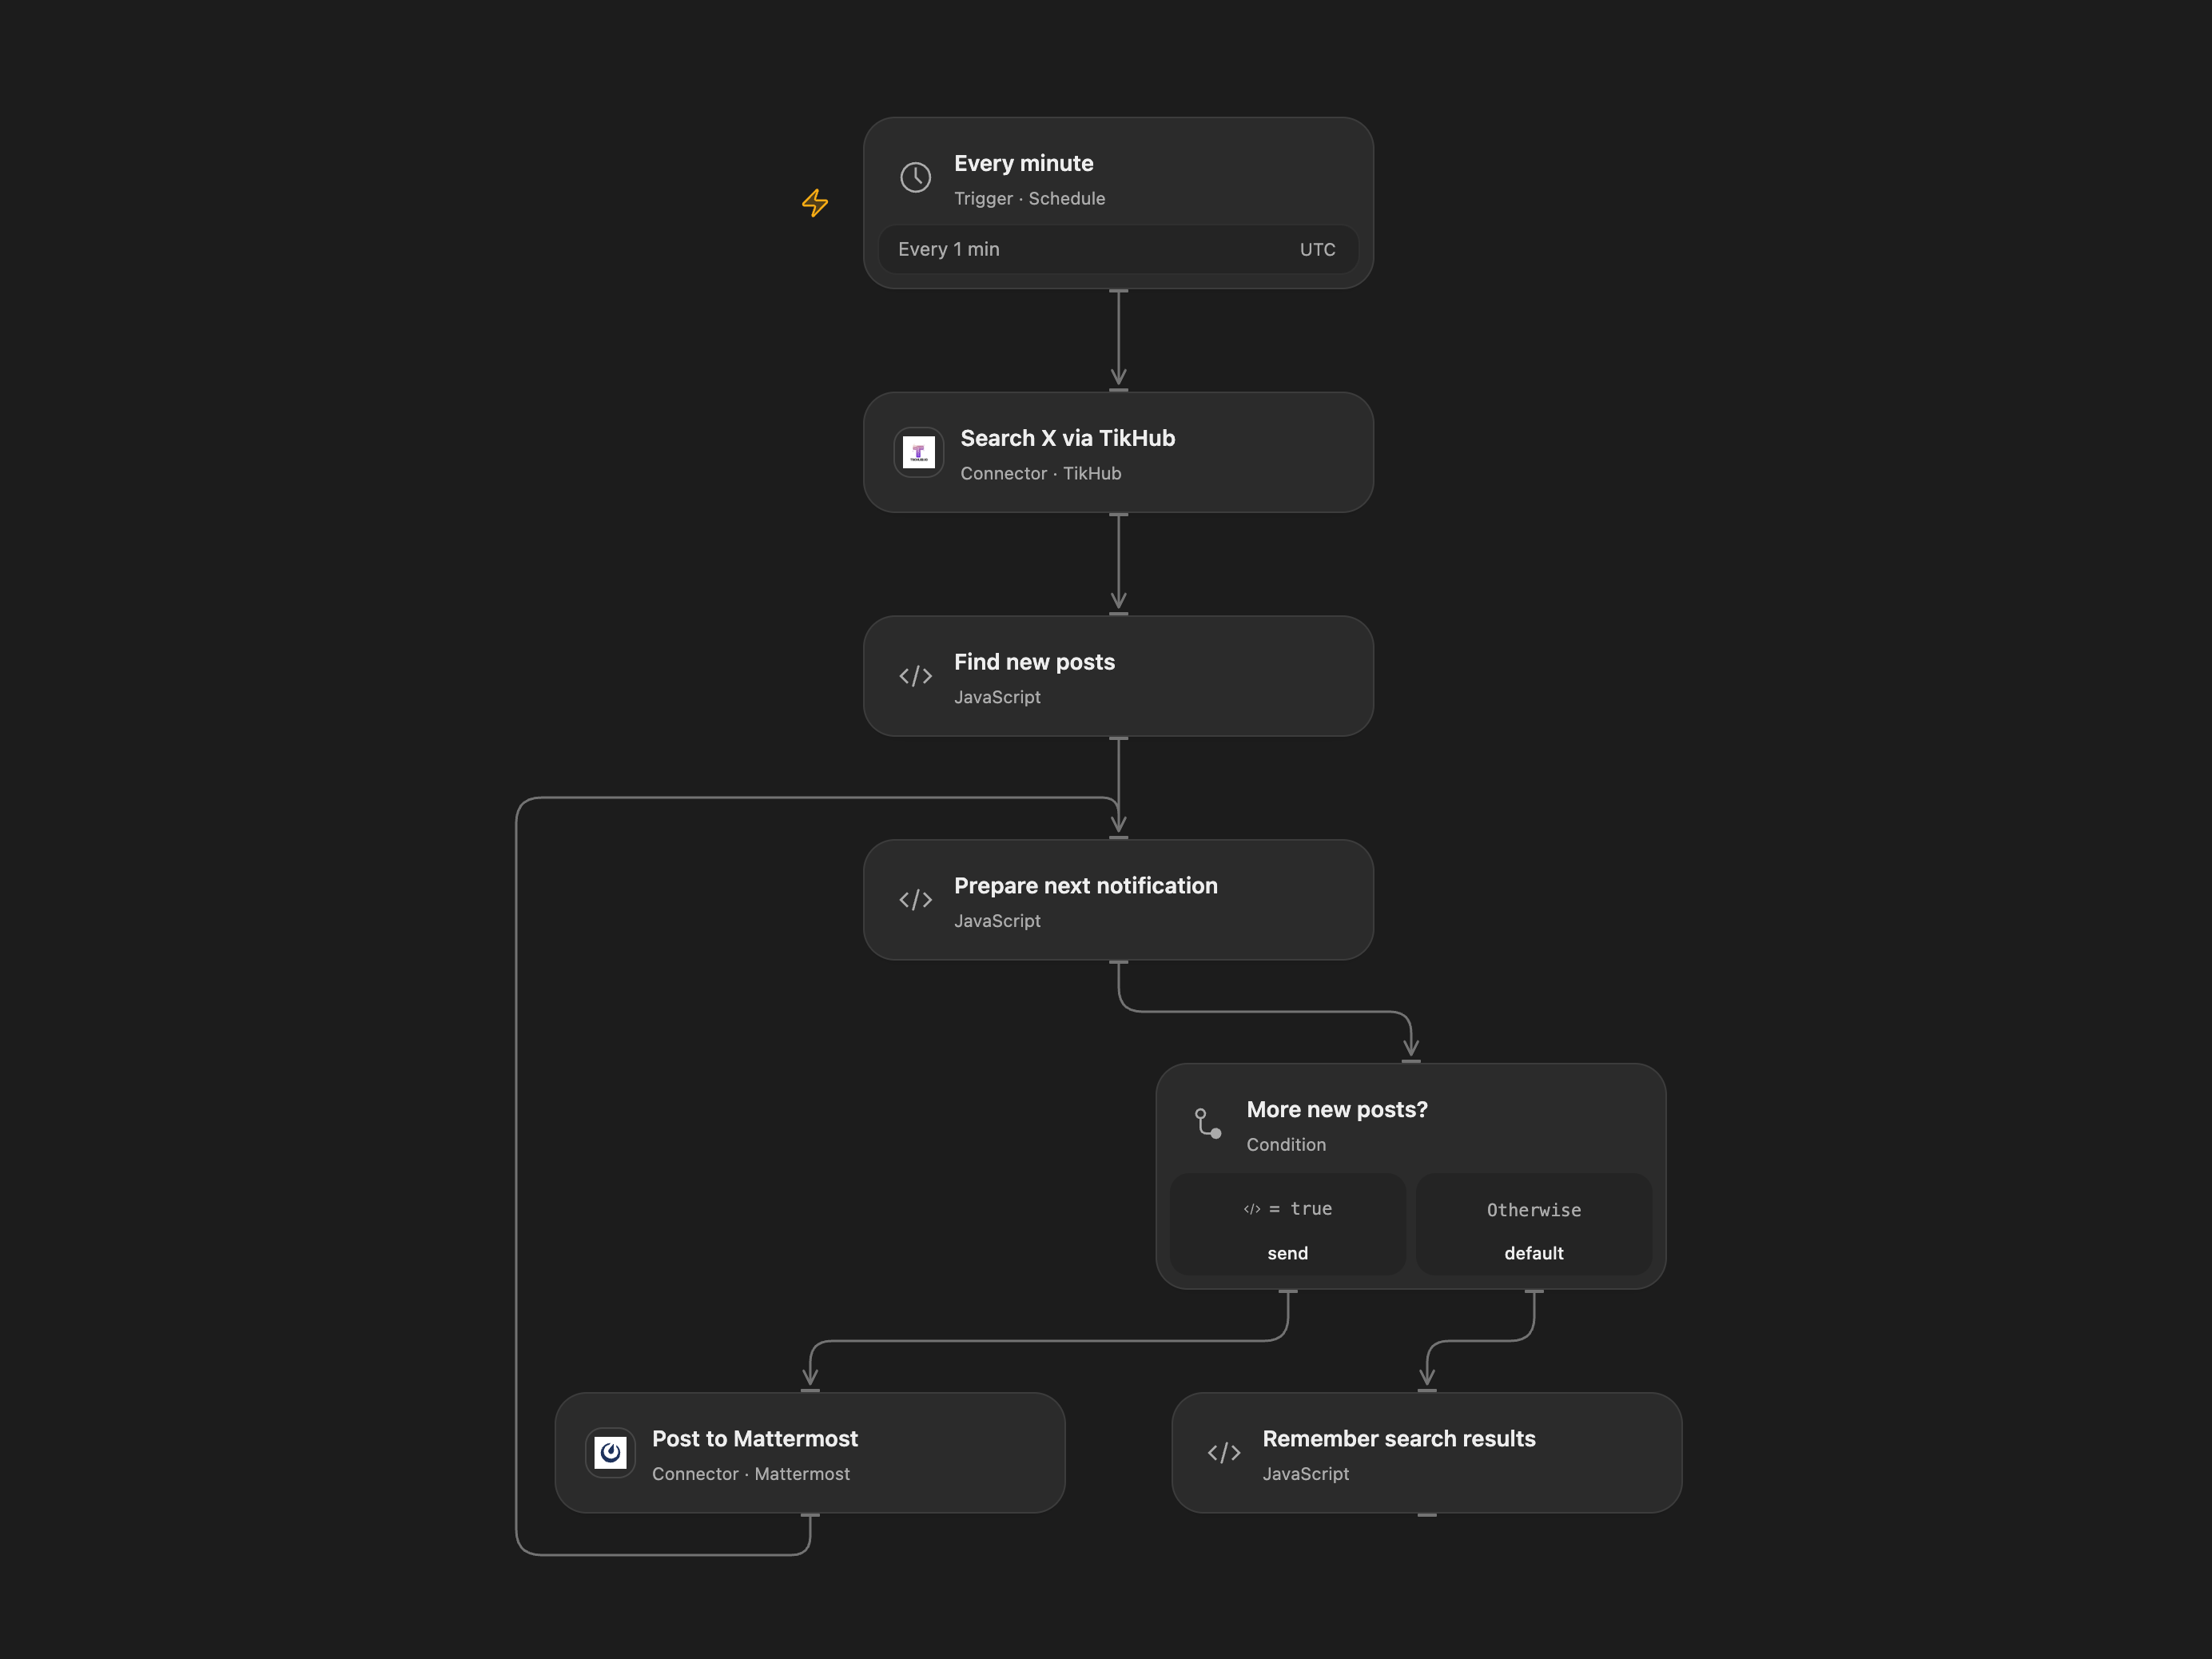 Every minute
Trigger · Schedule
Every 1 min
UTC
Search X via TikHub
Connector · TikHub
Find new posts
JavaScript
Prepare next notification
JavaScript
More new posts?
Condition
</> = true
send
Otherwise
default
Post to Mattermost
Connector · Mattermost
Remember search results
JavaScript